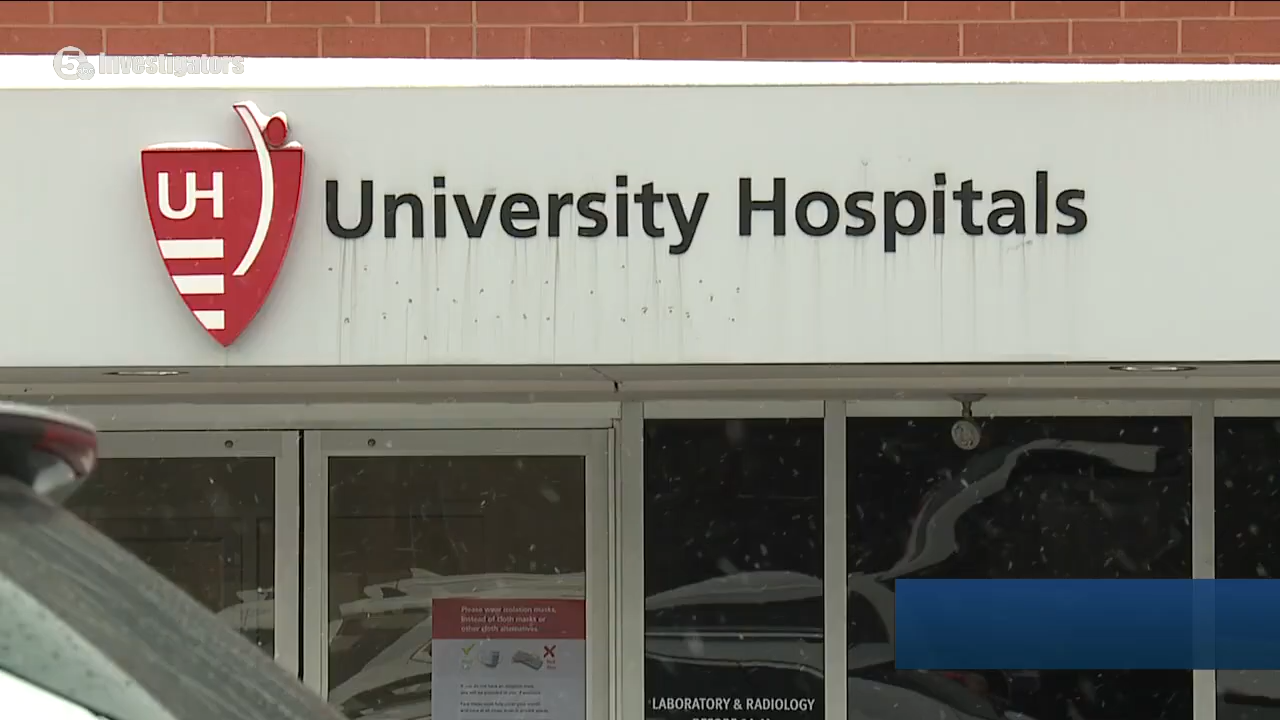 5 Investigators
UH
University Hospitals
Please wear isolation masks,
instead of cloth masks or
other cloth alternatives.
LABORATORY & RADIOLOGY